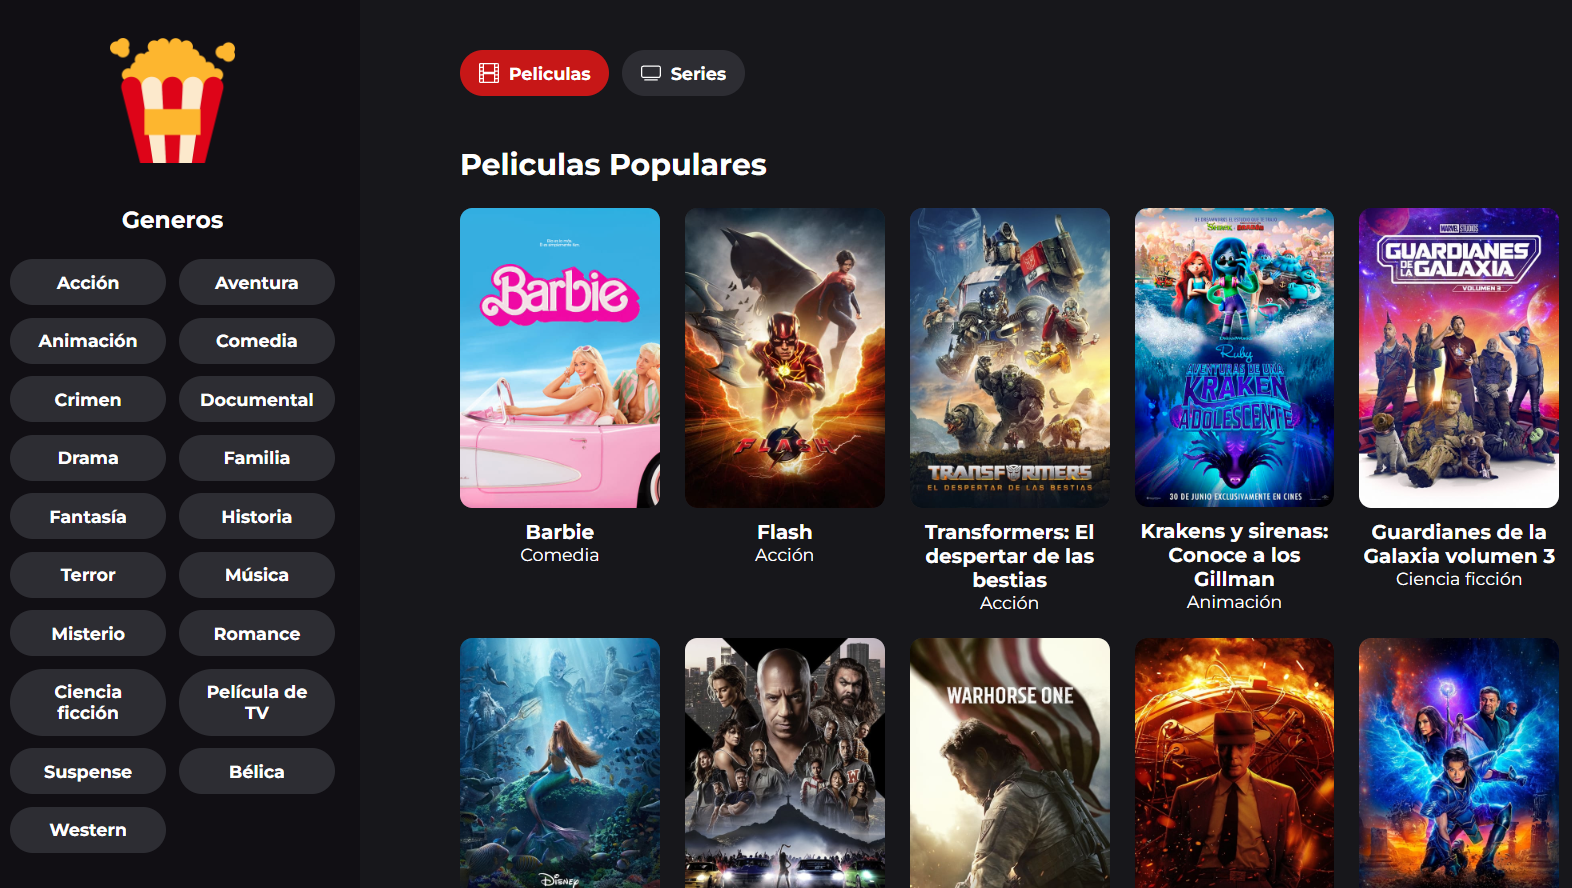 Peliculas
Series
Peliculas Populares
Generos
Acción
Aventura
Animación
Comedia
Crimen
Documental
Drama
Familia
Fantasía
Historia
Terror
Música
Misterio
Romance
Ciencia
ficción
Película de
TV
Suspense
Bélica
Western
Barbie
FLASH
TRANSFORMERS
EL DESPERTAR DE LAS BESTIAS
Ruby
AVENTURAS DE UNA
KRAKEN
ADOLESCENTE
30 DE JUNIO EXCLUSIVAMENTE EN CINES
MARVEL STUDIOS
GUARDIANES
DE LA GALAXIA
VOLUMEN 3
Barbie
Comedia
Flash
Acción
Transformers: El
despertar de las
bestias
Acción
Krakens y sirenas:
Conoce a los
Gillman
Animación
Guardianes de la
Galaxia volumen 3
Ciencia ficción
DISNEY
WARHORSE ONE